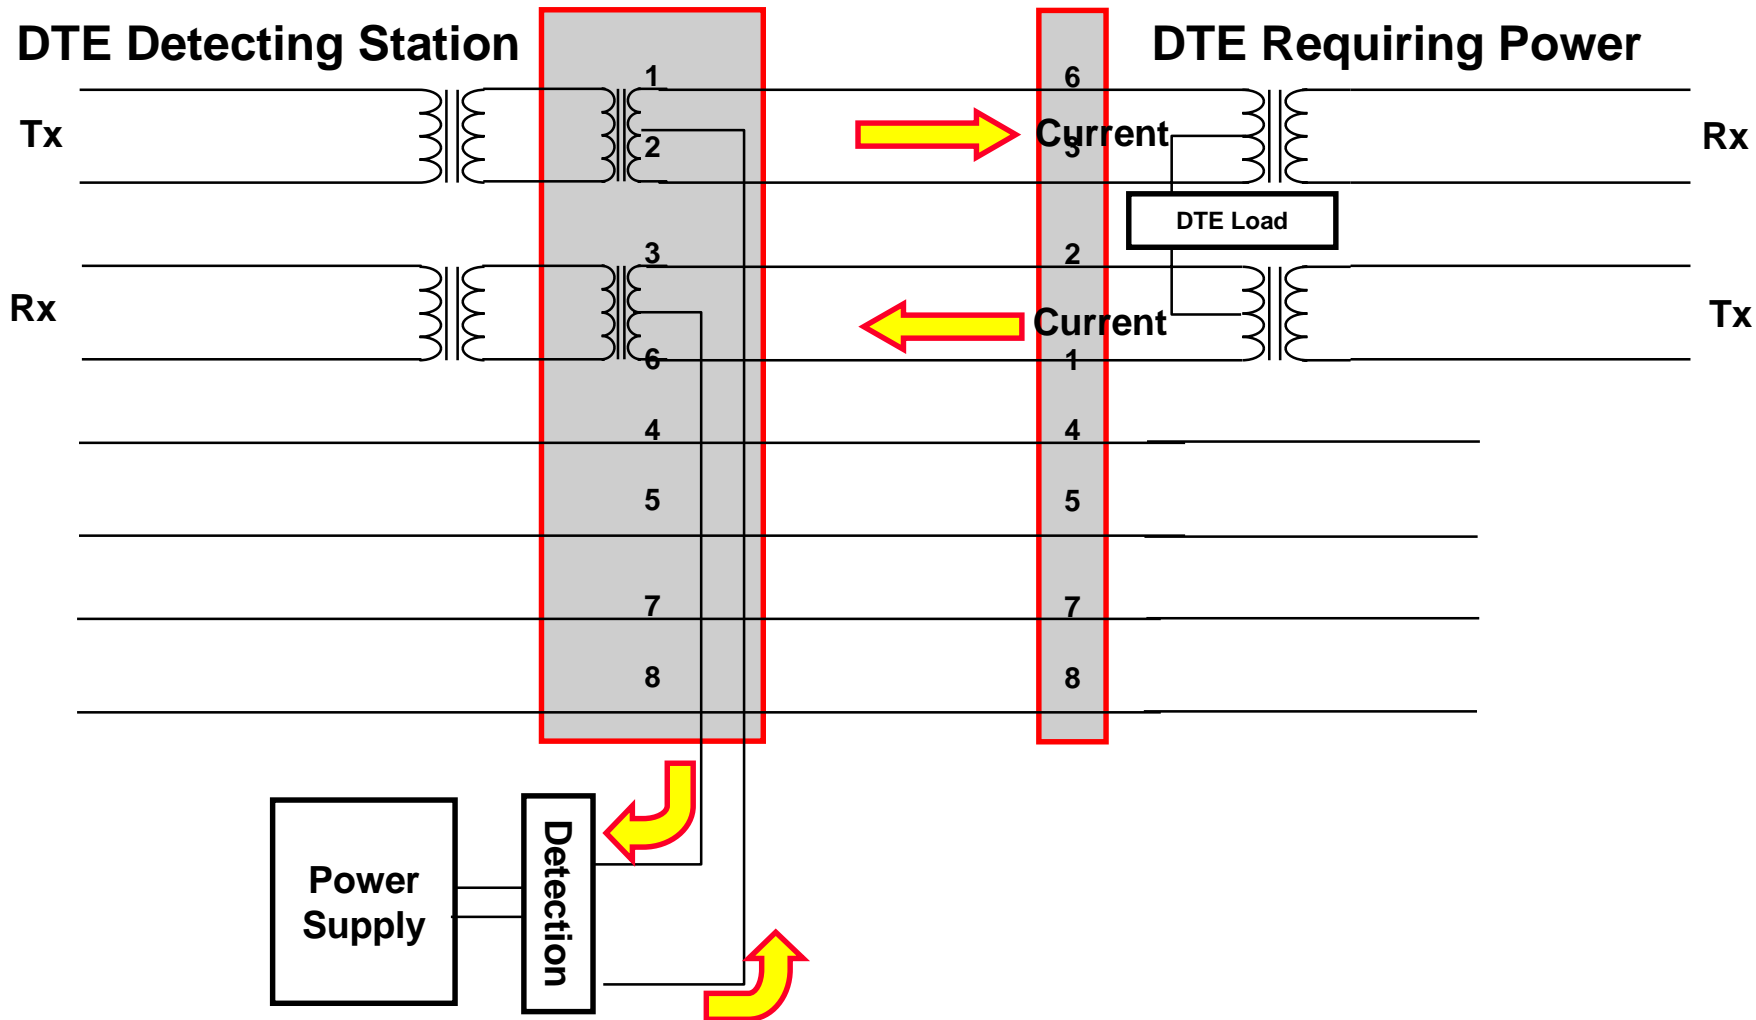 DTE Detecting Station
DTE Requiring Power
1
6
Tx
Current
Rx
2
3
DTE Load
3
2
Rx
Current
Tx
6
1
4
4
5
5
7
7
8
8
Power
Supply
Detection